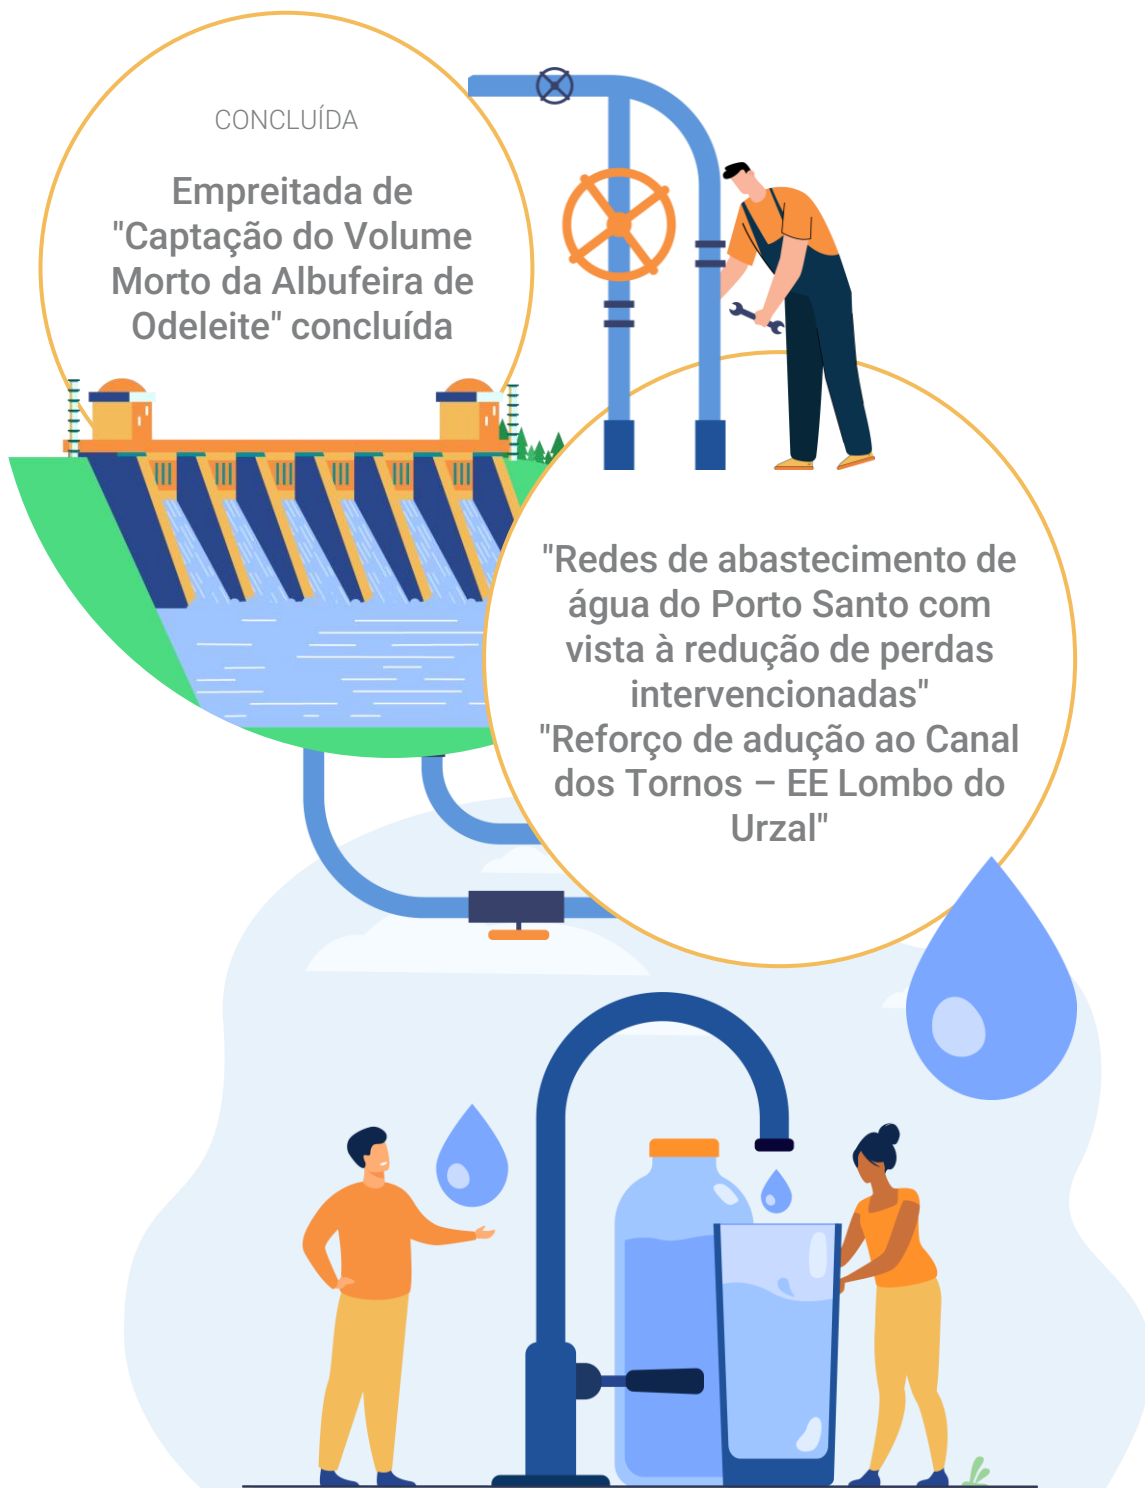 CONCLUÍDA
Empreitada de
"Captação do Volume
Morto da Albufeira de
Odeleite" concluída
"Redes de abastecimento de
água do Porto Santo com
vista à redução de perdas
intervencionadas"
"Reforço de adução ao Canal
dos Tornos – EE Lombo do
Urzal"